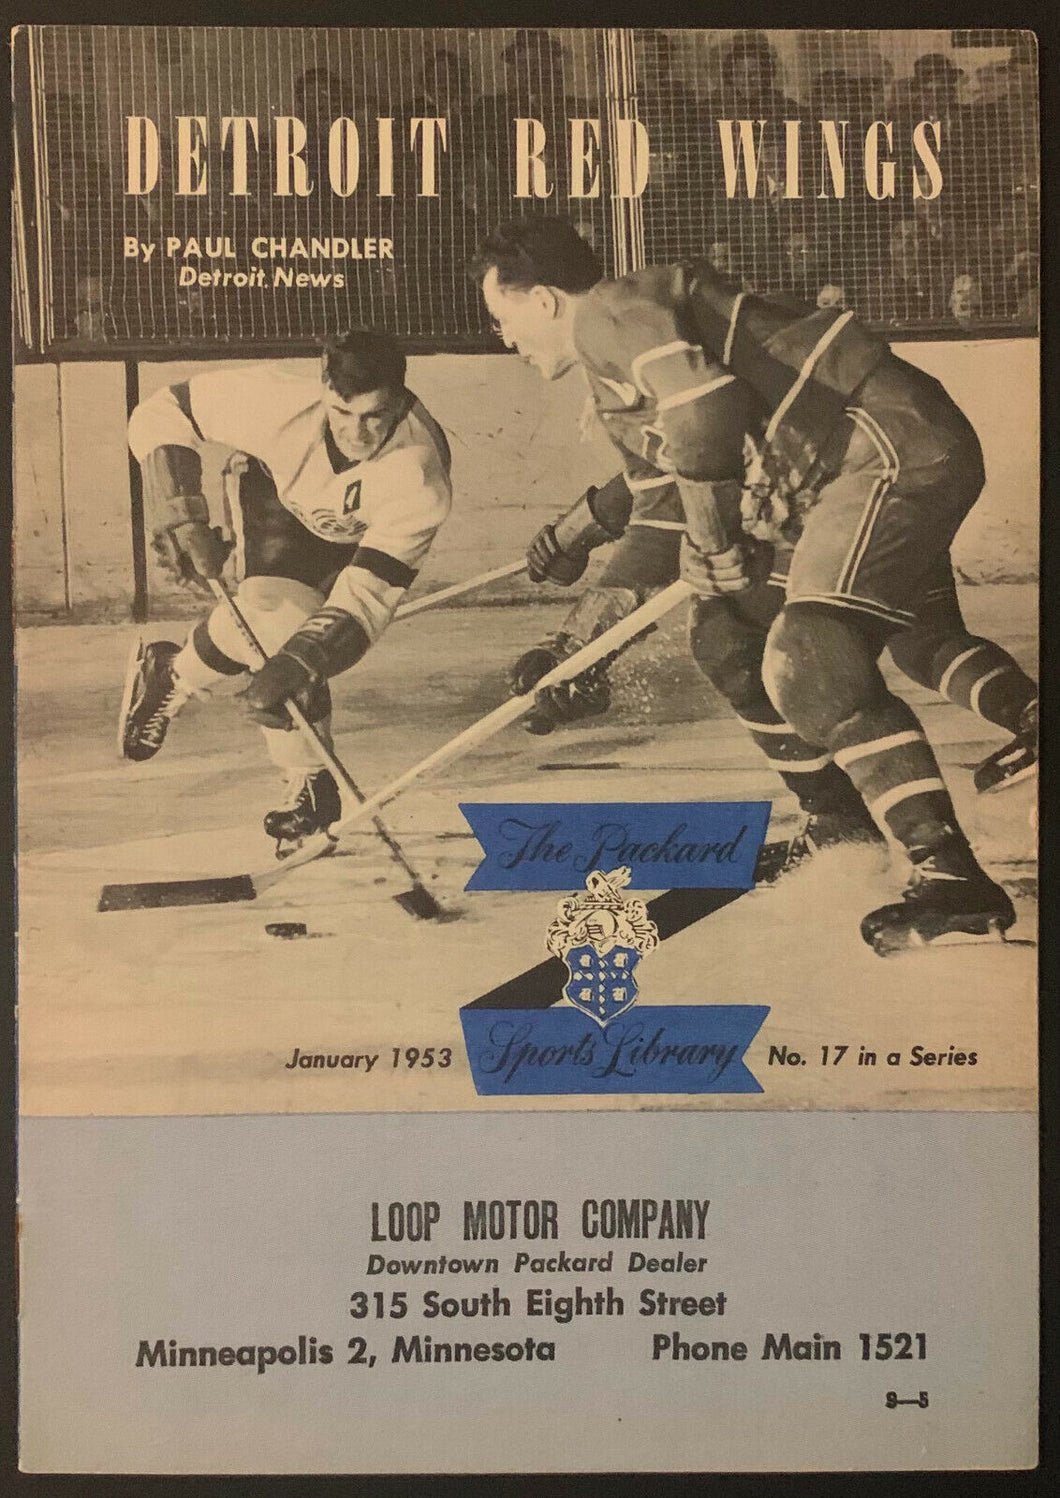 DETROIT RED WINGS
By PAUL CHANDLER
Detroit News
The Packard
Sports Library
January 1953
No. 17 in a Series
LOOP MOTOR COMPANY
Downtown Packard Dealer
315 South Eighth Street
Minneapolis 2, Minnesota Phone Main 1521
S—5